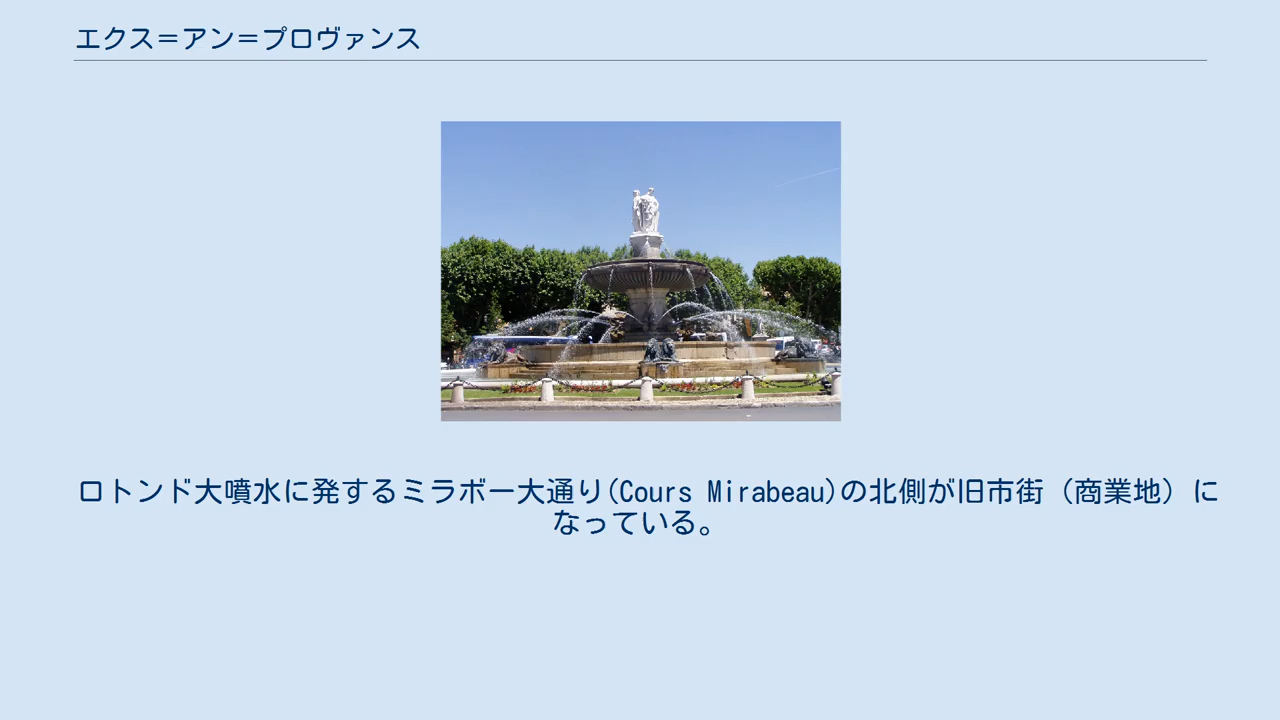 エクス＝アン＝プロヴァンス
ロトンド大噴水に発するミラボー大通り(Cours Mirabeau)の北側が旧市街（商業地）に
なっている。